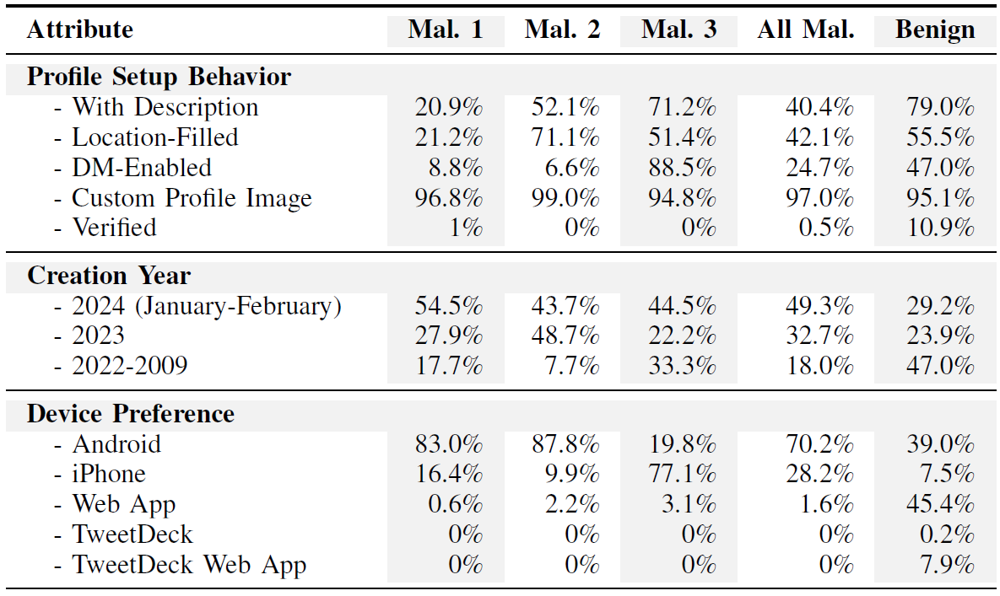 Attribute Mal. 1 Mal. 2 Mal. 3 All Mal. Benign
Profile Setup Behavior
- With Description 20.9% 52.1% 71.2% 40.4% 79.0%
- Location-Filled 21.2% 71.1% 51.4% 42.1% 55.5%
- DM-Enabled 8.8% 6.6% 88.5% 24.7% 47.0%
- Custom Profile Image 96.8% 99.0% 94.8% 97.0% 95.1%
- Verified 1% 0% 0% 0.5% 10.9%
Creation Year
- 2024 (January-February) 54.5% 43.7% 44.5% 49.3% 29.2%
- 2023 27.9% 48.7% 22.2% 32.7% 23.9%
- 2022-2009 17.7% 7.7% 33.3% 18.0% 47.0%
Device Preference
- Android 83.0% 87.8% 19.8% 70.2% 39.0%
- iPhone 16.4% 9.9% 77.1% 28.2% 7.5%
- Web App 0.6% 2.2% 3.1% 1.6% 45.4%
- TweetDeck 0% 0% 0% 0% 0.2%
- TweetDeck Web App 0% 0% 0% 0% 7.9%